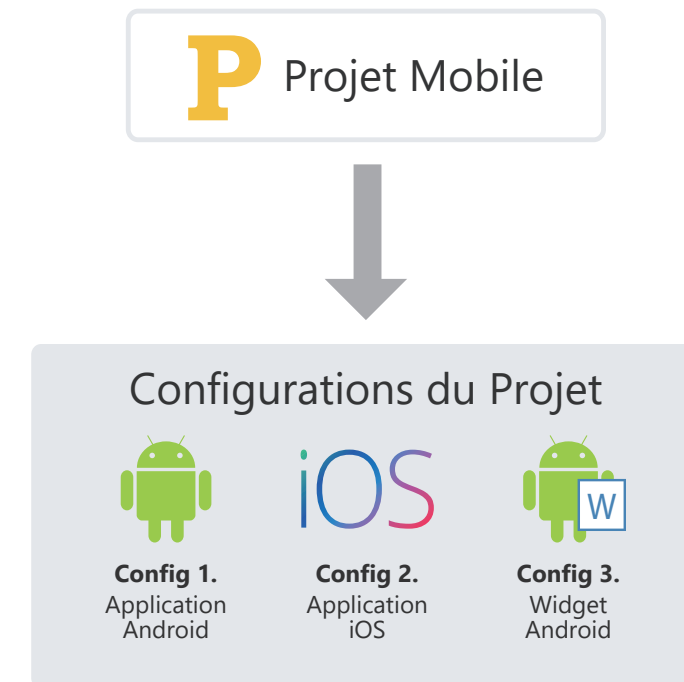 P Projet Mobile
Configurations du Projet
iOS
W
Config 1.
Config 2.
Config 3.
Application
Android
Application
iOS
Widget
Android